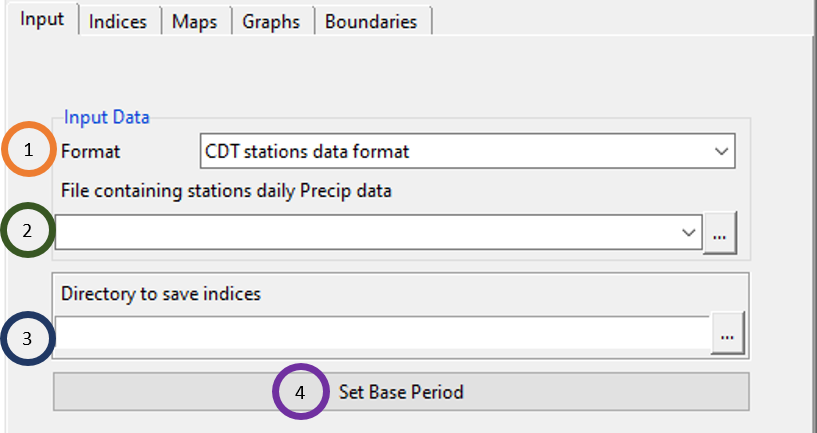 Input Indices Maps Graphs Boundaries
Input Data
1 Format CDT stations data format
File containing stations daily Precip data
2 ...
Directory to save indices
3 ...
4 Set Base Period